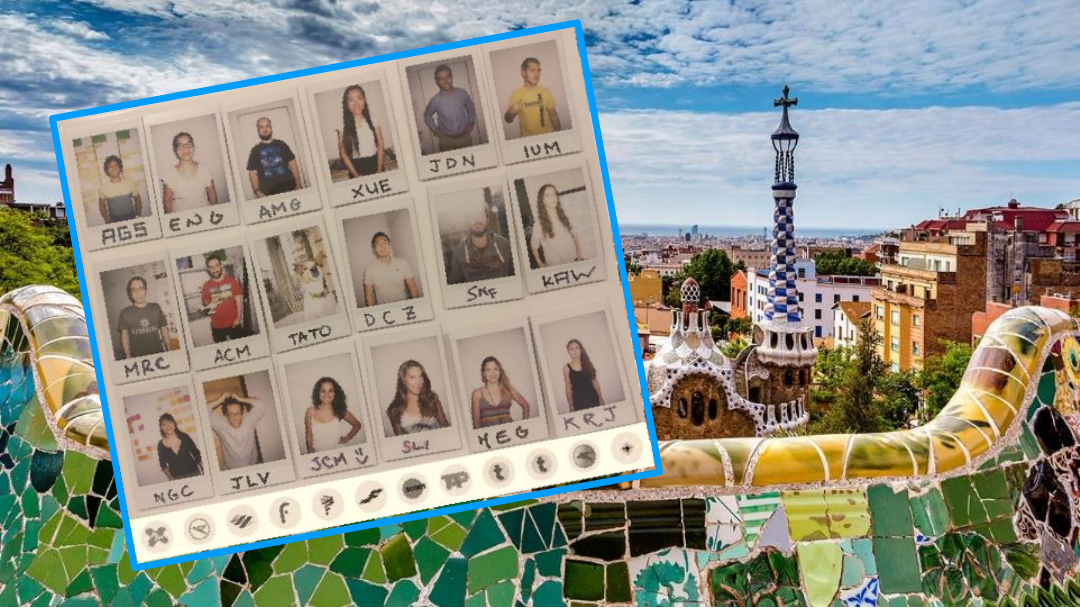 AGS ENG AMG XUE JDN IUM
MRC ACM TATO DCZ SNF KAW
NGC JLV JCM SLI MEG KRJ